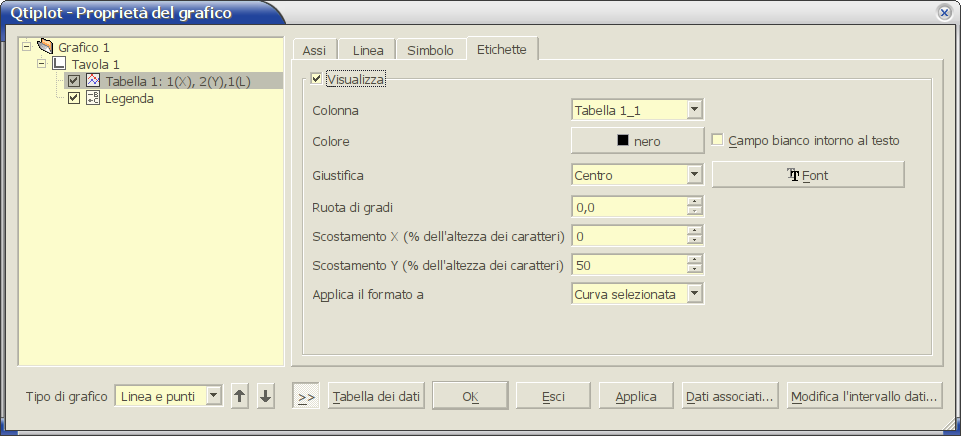 Qtiplot - Proprietà del grafico
Grafico 1
Tavola 1
Tabella 1: 1(X), 2(Y),1(L)
Legenda
Assi Linea Simbolo Etichette
Visualizza
Colonna Tabella 1_1
Colore nero Campo bianco intorno al testo
Giustifica Centro Font
Ruota di gradi 0,0
Scostamento X (% dell'altezza dei caratteri) 0
Scostamento Y (% dell'altezza dei caratteri) 50
Applica il formato a Curva selezionata
Tipo di grafico Linea e punti >> Tabella dei dati OK Esci Applica Dati associati... Modifica l'intervallo dati...